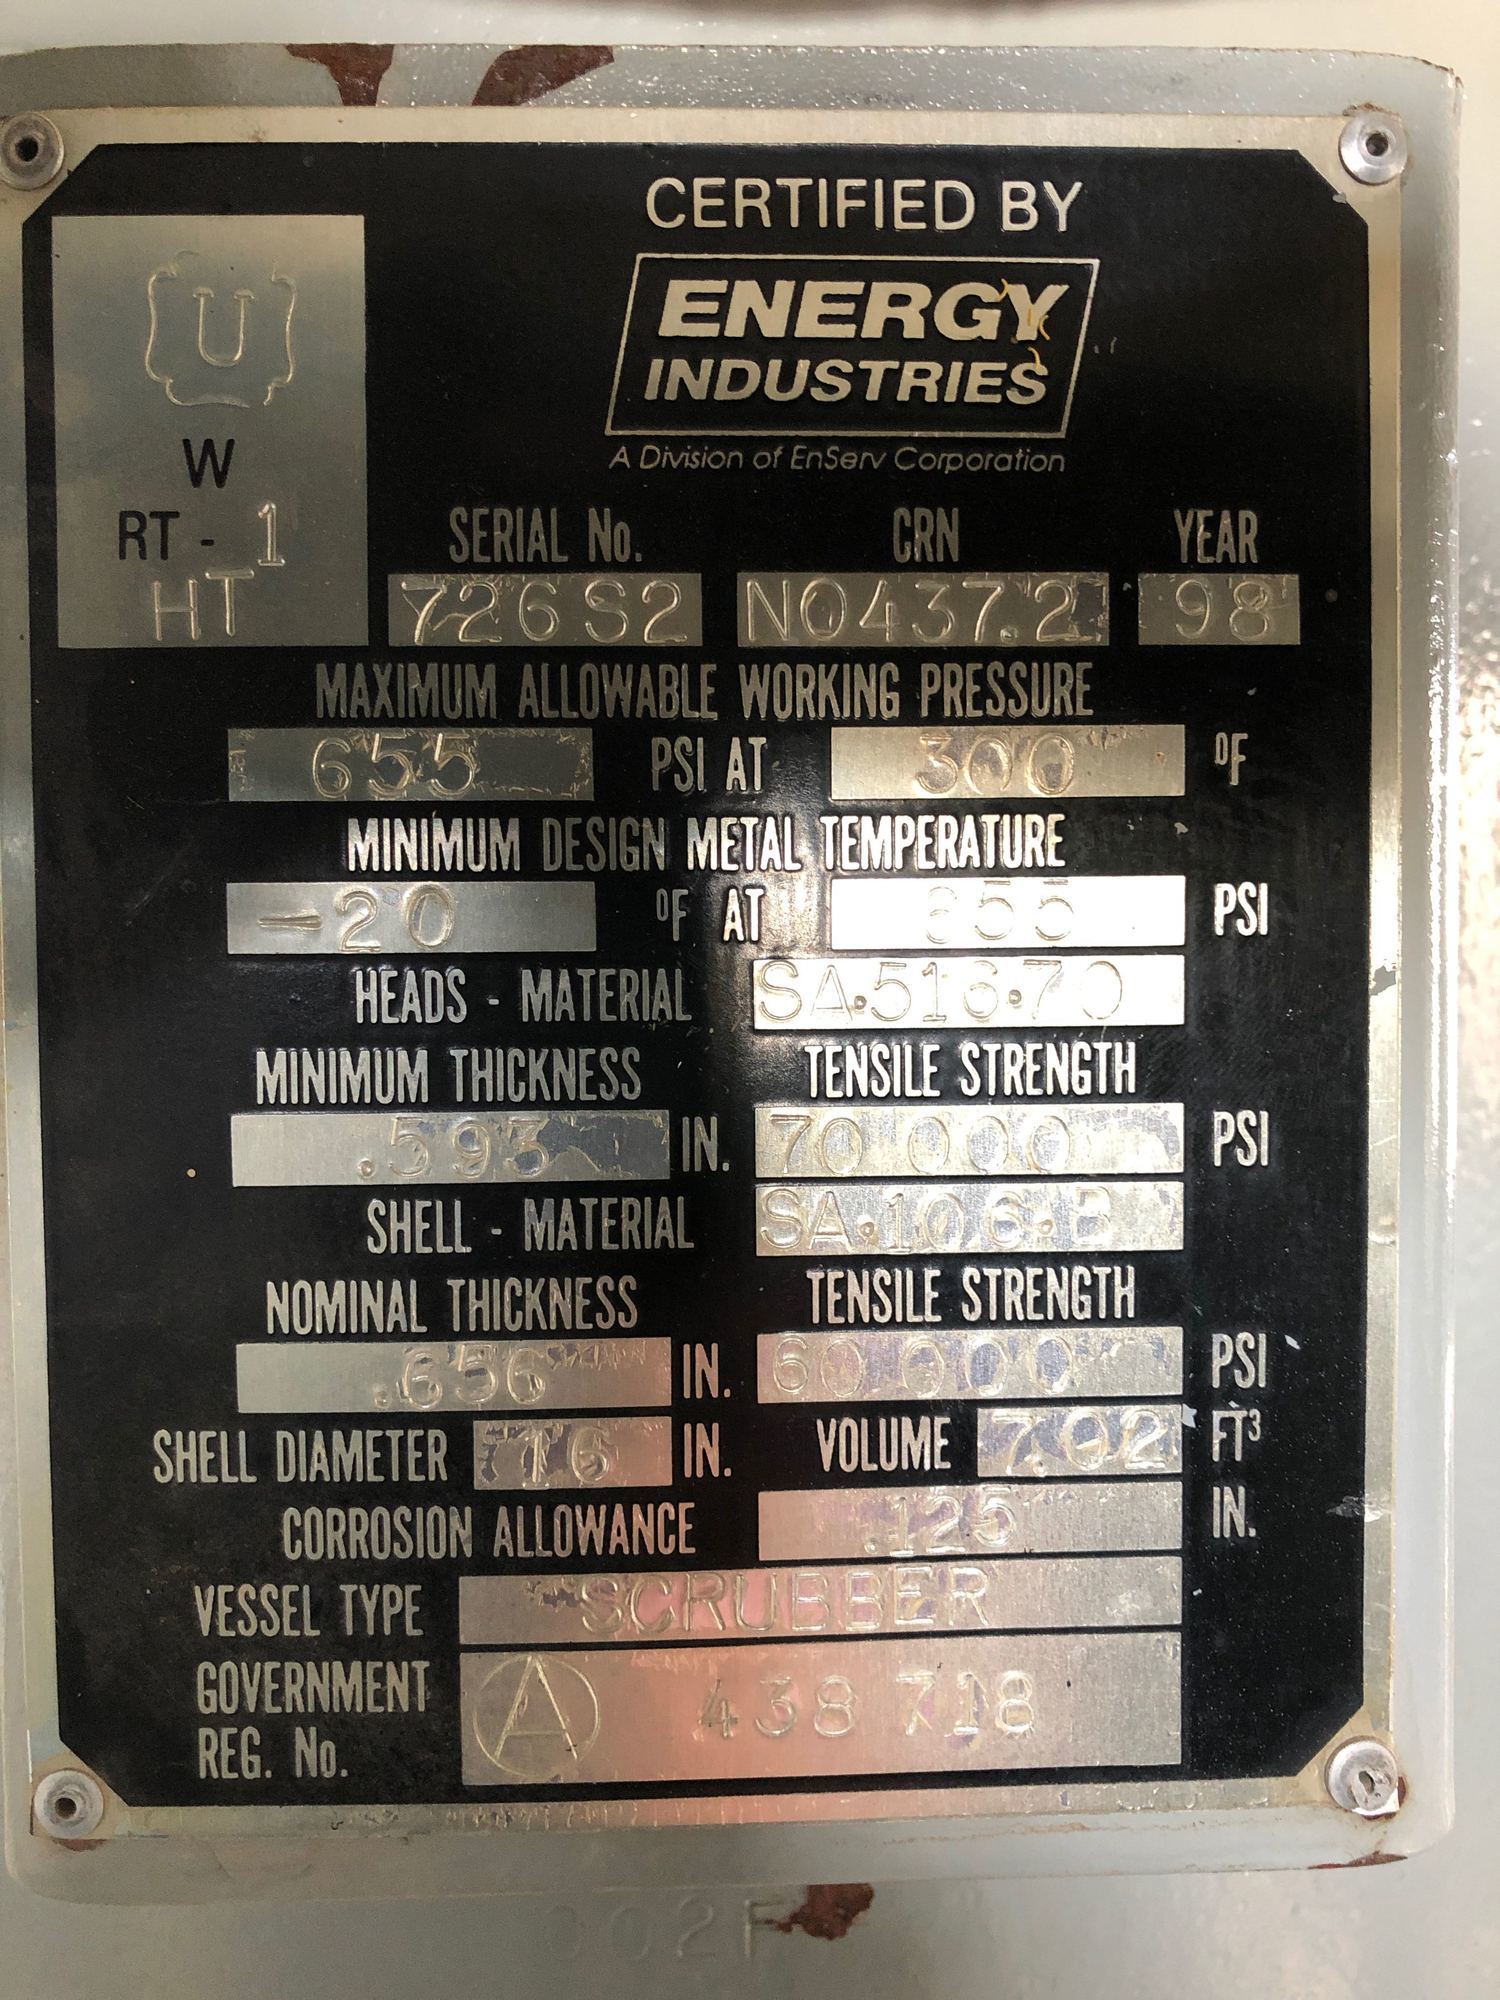 CERTIFIED BY
ENERGY
INDUSTRIES
A Division of EnServ Corporation
U
W
RT - 1
HT
SERIAL No. CRN YEAR
726S2 N0437.2 98
MAXIMUM ALLOWABLE WORKING PRESSURE
655 PSI AT 300 ºF
MINIMUM DESIGN METAL TEMPERATURE
-20 ºF AT 655 PSI
HEADS - MATERIAL SA·516·70
MINIMUM THICKNESS TENSILE STRENGTH
.593 IN. 70 000 PSI
SHELL - MATERIAL SA·106·B
NOMINAL THICKNESS TENSILE STRENGTH
.656 IN. 60 000 PSI
SHELL DIAMETER 16 IN. VOLUME 7.02 FT³
CORROSION ALLOWANCE .125 IN.
VESSEL TYPE SCRUBBER
GOVERNMENT
REG. No. A 438 718